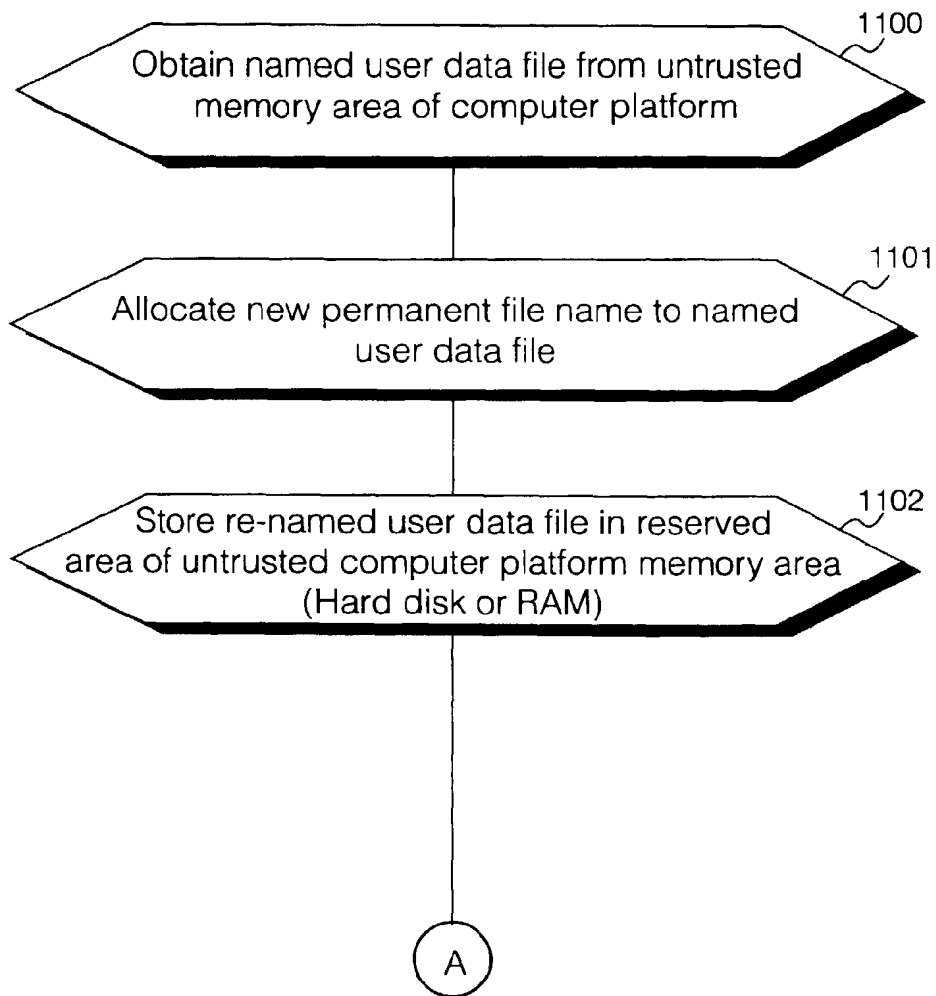 1100
Obtain named user data file from untrusted
memory area of computer platform
1101
Allocate new permanent file name to named
user data file
1102
Store re-named user data file in reserved
area of untrusted computer platform memory area
(Hard disk or RAM)
A